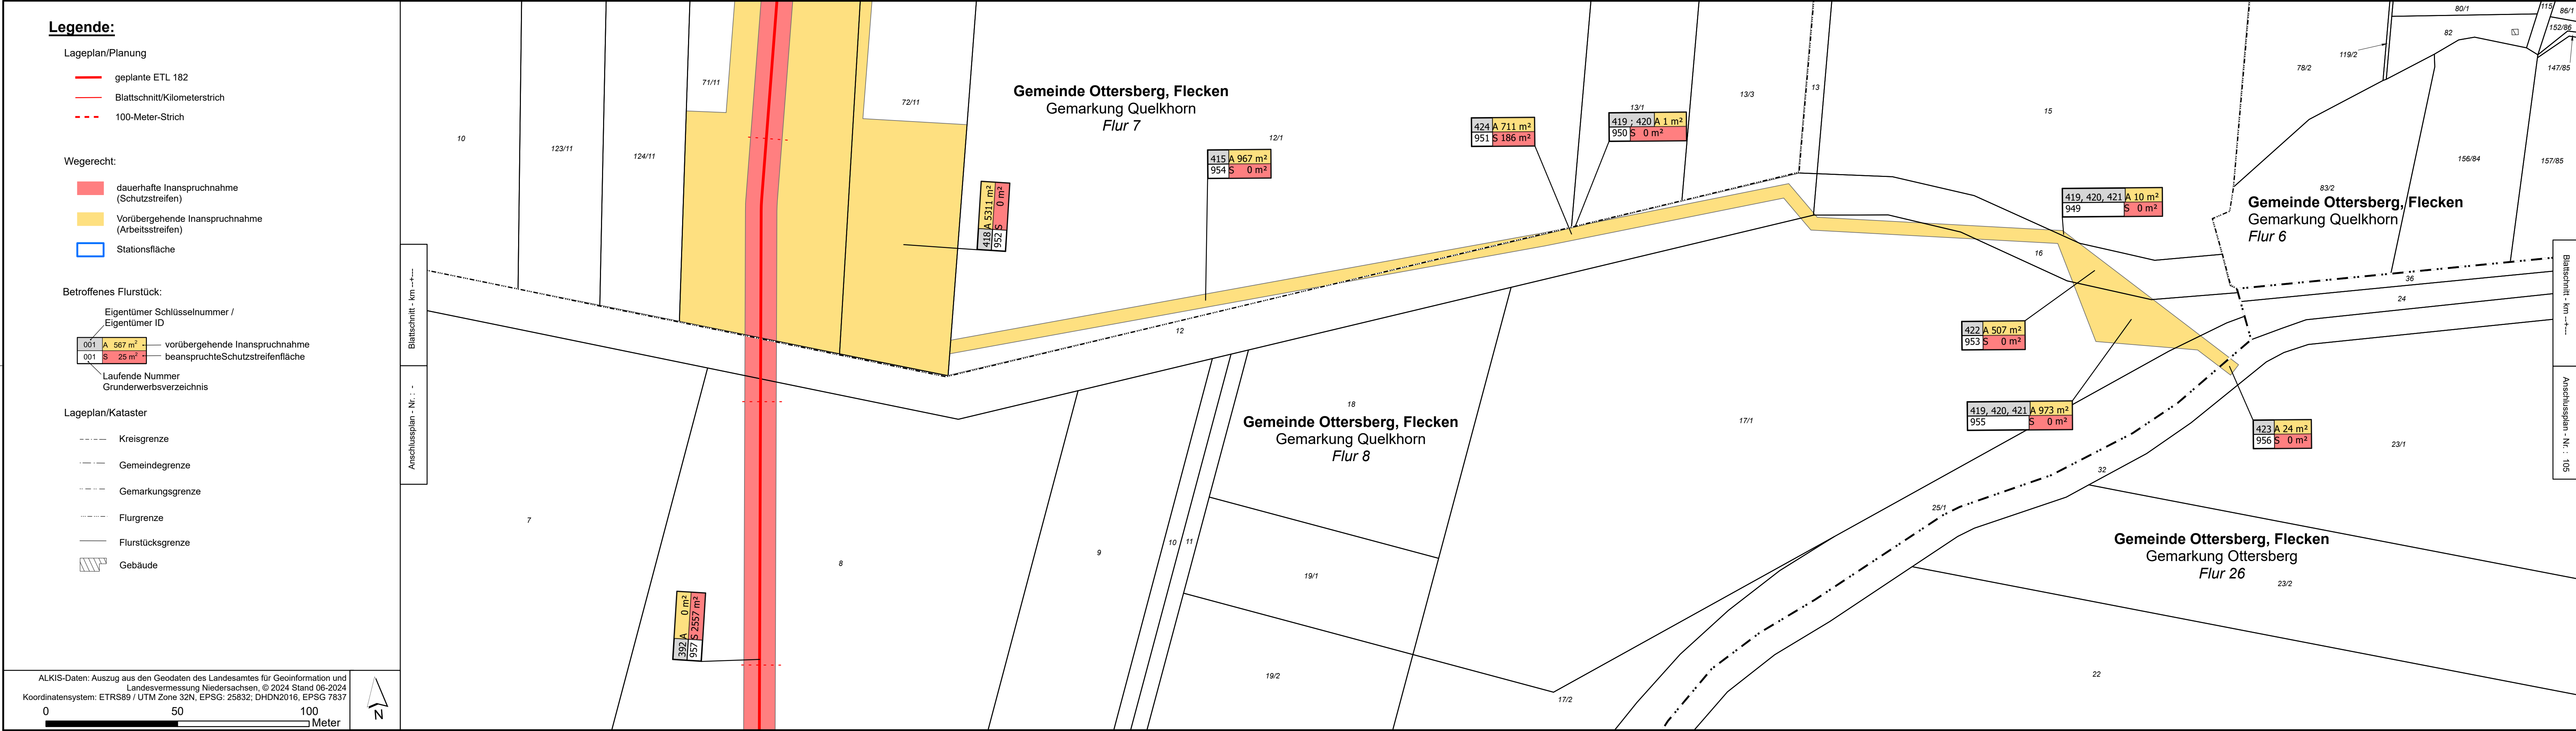 Legende:
Lageplan/Planung
geplante ETL 182
Blattschnitt/Kilometerstrich
100-Meter-Strich
Wegerecht:
dauerhafte Inanspruchnahme
(Schutzstreifen)
Vorübergehende Inanspruchnahme
(Arbeitsstreifen)
Stationsfläche
Betroffenes Flurstück:
Eigentümer Schlüsselnummer /
Eigentümer ID
001 A 567 m² vorübergehende Inanspruchnahme
001 S 25 m² beanspruchteSchutzstreifenfläche
Laufende Nummer
Grunderwerbsverzeichnis
Lageplan/Kataster
Kreisgrenze
Gemeindegrenze
Gemarkungsgrenze
Flurgrenze
Flurstücksgrenze
Gebäude
ALKIS-Daten: Auszug aus den Geodaten des Landesamtes für Geoinformation und
Landesvermessung Niedersachsen, © 2024 Stand 06-2024
Koordinatensystem: ETRS89 / UTM Zone 32N, EPSG: 25832; DHDN2016, EPSG 7837
0 50 100
Meter
N
Blattschnitt - km --+---
Anschlussplan - Nr. : -
10
123/11
124/11
71/11
72/11
Gemeinde Ottersberg, Flecken
Gemarkung Quelkhorn
Flur 7
12/1
418 A 5311 m²
952 S 0 m²
415 A 967 m²
954 S 0 m²
424 A 711 m²
951 S 186 m²
13/1
419 ; 420 A 1 m²
950 S 0 m²
13/3
13
15
419, 420, 421 A 10 m²
949 S 0 m²
16
80/1
115
86/1
82
152/86
119/2
78/2
147/85
156/84
157/85
83/2
Gemeinde Ottersberg, Flecken
Gemarkung Quelkhorn
Flur 6
36
24
12
422 A 507 m²
953 S 0 m²
419, 420, 421 A 973 m²
955 S 0 m²
423 A 24 m²
956 S 0 m²
18
Gemeinde Ottersberg, Flecken
Gemarkung Quelkhorn
Flur 8
17/1
23/1
32
25/1
7
8
9
10
11
19/1
19/2
17/2
392 A 0 m²
957 S 2557 m²
Gemeinde Ottersberg, Flecken
Gemarkung Ottersberg
Flur 26
23/2
22
Blattschnitt - km --+---
Anschlussplan - Nr. : 105